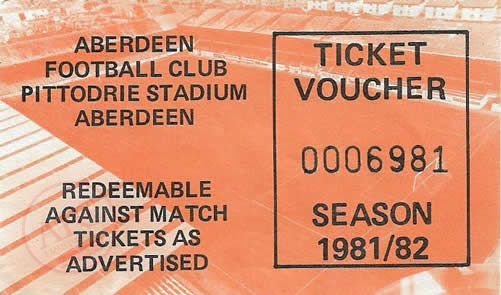 ABERDEEN
FOOTBALL CLUB
PITTODRIE STADIUM
ABERDEEN
REDEEMABLE
AGAINST MATCH
TICKETS AS
ADVERTISED
TICKET
VOUCHER
0006981
SEASON
1981/82